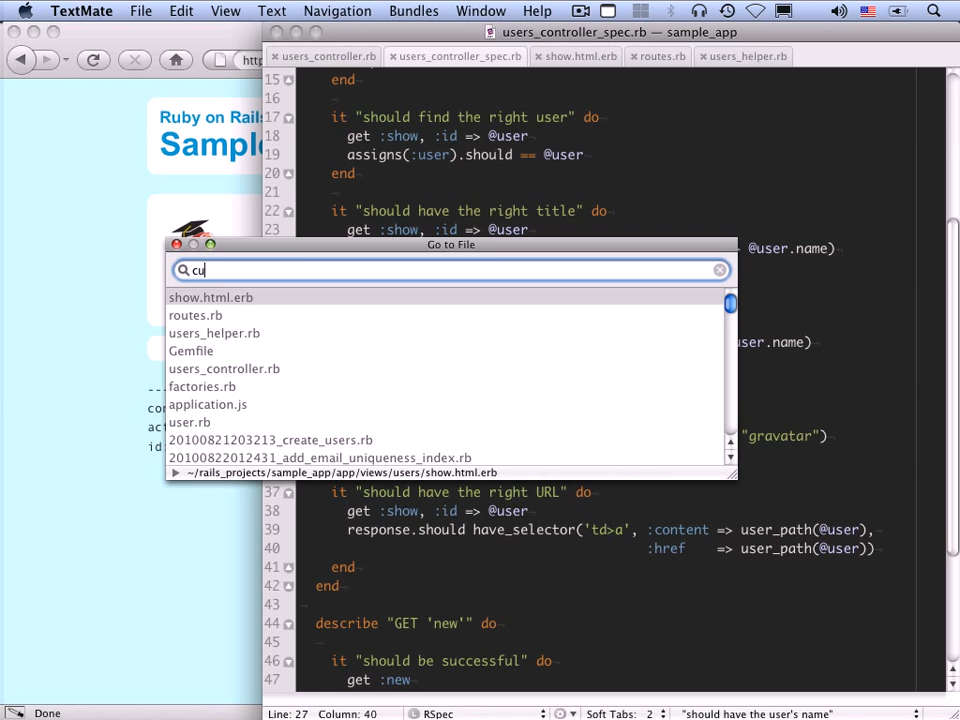 TextMate File Edit View Text Navigation Bundles Window Help
users_controller_spec.rb — sample_app
http
users_controller.rb users_controller_spec.rb show.html.erb routes.rb users_helper.rb
Ruby on Rails
Sample
15 end
16
17 it "should find the right user" do
18 get :show, :id => @user
19 assigns(:user).should == @user
20 end
21
22 it "should have the right title" do
23 get :show, :id => @user
@user.name)
user.name)
"gravatar")
Go to File
cu
show.html.erb
routes.rb
users_helper.rb
Gemfile
users_controller.rb
factories.rb
application.js
user.rb
20100821203213_create_users.rb
20100822012431_add_email_uniqueness_index.rb
~/rails_projects/sample_app/app/views/users/show.html.erb
---
con
act
id:
37 it "should have the right URL" do
38 get :show, :id => @user
39 response.should have_selector('td>a', :content => user_path(@user),
40 :href => user_path(@user))
41 end
42 end
43
44 describe "GET 'new'" do
45
46 it "should be successful" do
47 get :new
Done
Line: 27 Column: 40 RSpec Soft Tabs: 2 "should have the user's name"